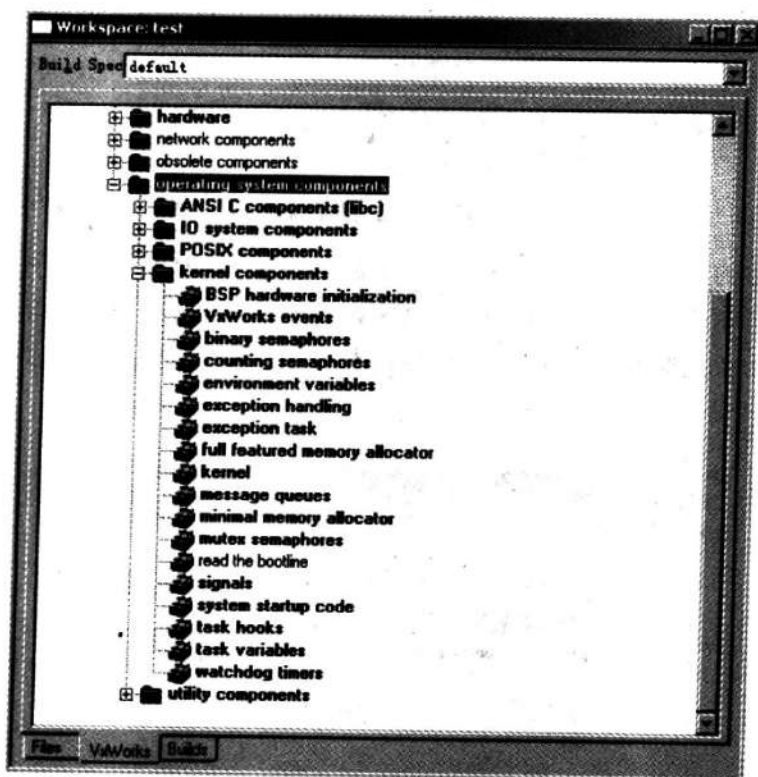 Workspace: test
Build Spec default
hardware
network components
obsolete components
operating system components
ANSI C components (libc)
IO system components
POSIX components
kernel components
BSP hardware initialization
VxWorks events
binary semaphores
counting semaphores
environment variables
exception handling
exception task
full featured memory allocator
kernel
message queues
minimal memory allocator
mutex semaphores
read the bootline
signals
system startup code
task hooks
task variables
watchdog timers
utility components
Files VxWorks Builds